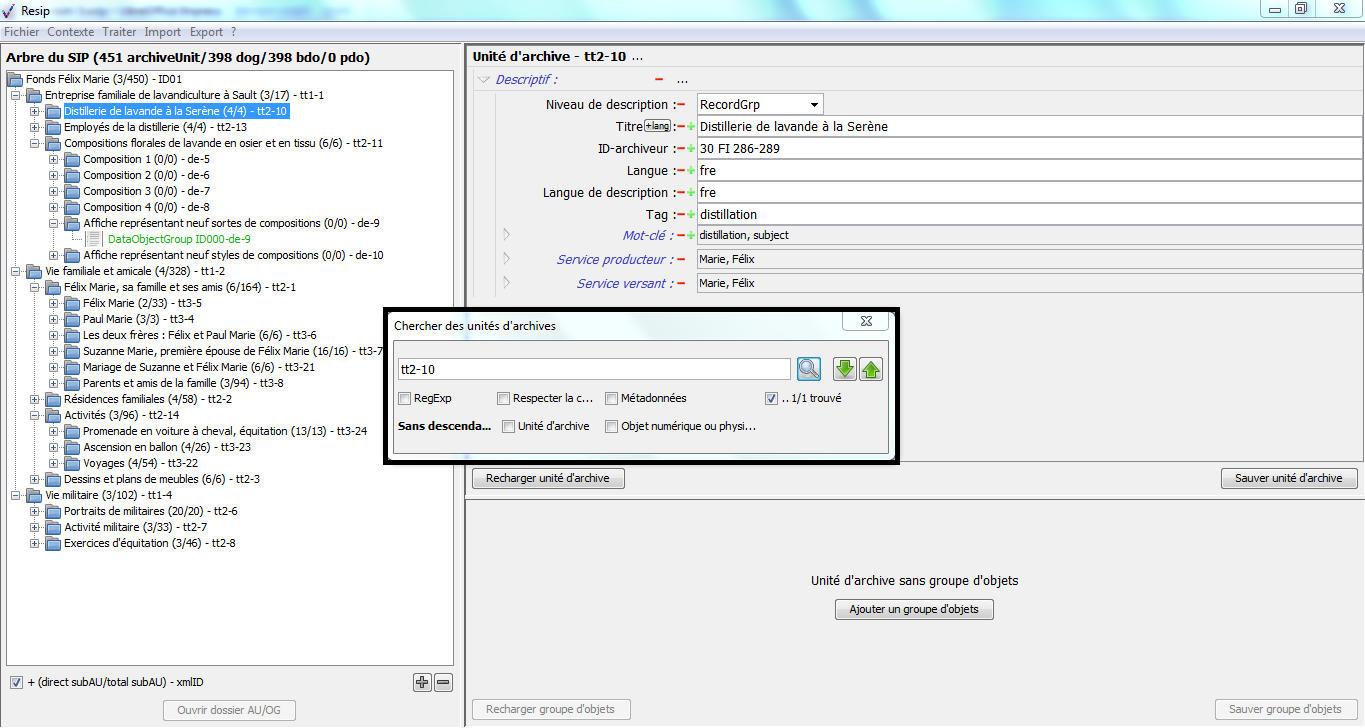 Resip
Fichier Contexte Traiter Import Export ?
Arbre du SIP (451 archiveUnit/398 dog/398 bdo/0 pdo)
Fonds Félix Marie (3/450) - ID01
Entreprise familiale de lavandiculture à Sault (3/17) - tt1-1
Distillerie de lavande à la Serène (4/4) - tt2-10
Employés de la distillerie (4/4) - tt2-13
Compositions florales de lavande en osier et en tissu (6/6) - tt2-11
Composition 1 (0/0) - de-5
Composition 2 (0/0) - de-6
Composition 3 (0/0) - de-7
Composition 4 (0/0) - de-8
Affiche représentant neuf sortes de compositions (0/0) - de-9
DataObjectGroup ID000-de-9
Affiche représentant neuf styles de compositions (0/0) - de-10
Vie familiale et amicale (4/328) - tt1-2
Félix Marie, sa famille et ses amis (6/164) - tt2-1
Félix Marie (2/33) - tt3-5
Paul Marie (3/3) - tt3-4
Les deux frères : Félix et Paul Marie (6/6) - tt3-6
Suzanne Marie, première épouse de Félix Marie (16/16) - tt3-7
Mariage de Suzanne et Félix Marie (6/6) - tt3-21
Parents et amis de la famille (3/94) - tt3-8
Résidences familiales (4/58) - tt2-2
Activités (3/96) - tt2-14
Promenade en voiture à cheval, équitation (13/13) - tt3-24
Ascension en ballon (4/26) - tt3-23
Voyages (4/54) - tt3-22
Dessins et plans de meubles (6/6) - tt2-3
Vie militaire (3/102) - tt1-4
Portraits de militaires (20/20) - tt2-6
Activité militaire (3/33) - tt2-7
Exercices d'équitation (3/46) - tt2-8
+ (direct subAU/total subAU) - xmlID
Ouvrir dossier AU/OG
Unité d'archive - tt2-10 ...
Descriptif : ...
Niveau de description : RecordGrp
Titre +lang : Distillerie de lavande à la Serène
ID-archiveur : 30 FI 286-289
Langue : fre
Langue de description : fre
Tag : distillation
Mot-clé : distillation, subject
Service producteur : Marie, Félix
Service versant : Marie, Félix
Chercher des unités d'archives
tt2-10
RegExp Respecter la c... Métadonnées .. 1/1 trouvé
Sans descenda... Unité d'archive Objet numérique ou physi...
Recharger unité d'archive Sauver unité d'archive
Unité d'archive sans groupe d'objets
Ajouter un groupe d'objets
Recharger groupe d'objets Sauver groupe d'objets